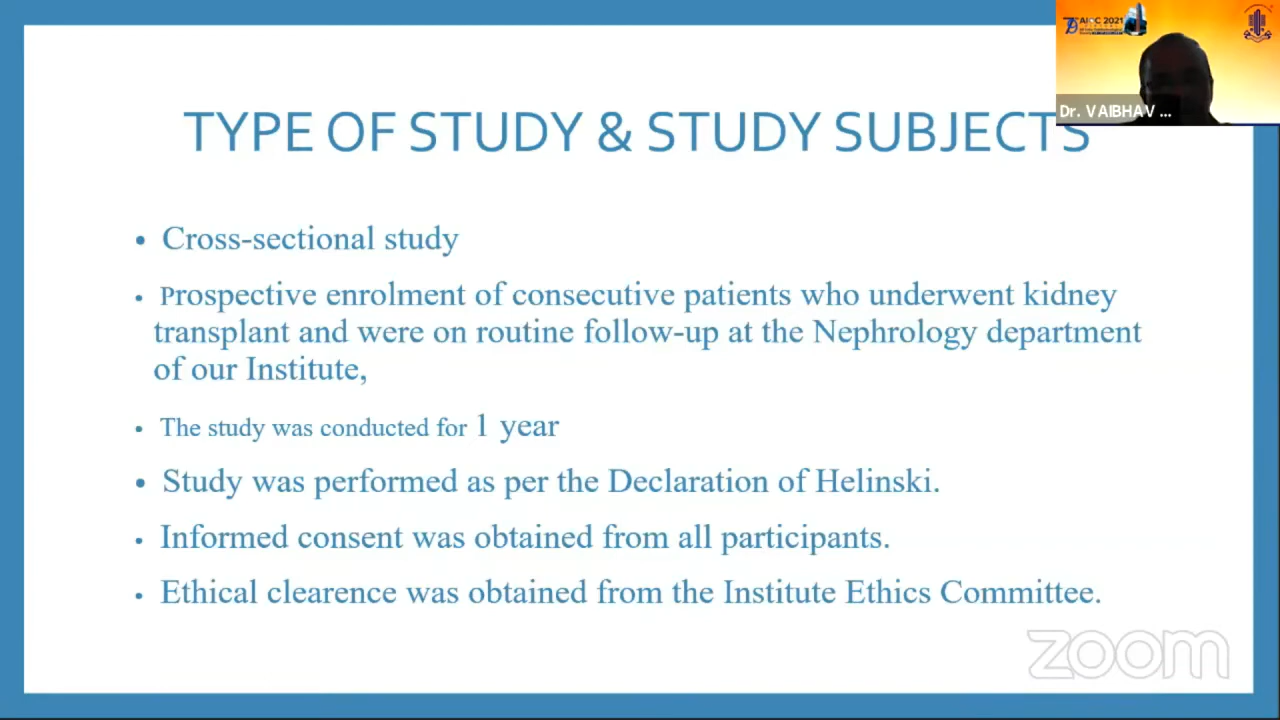 AIOC 2021
Dr. VAIBHAV ...
TYPE OF STUDY & STUDY SUBJECTS
• Cross-sectional study
• Prospective enrolment of consecutive patients who underwent kidney
transplant and were on routine follow-up at the Nephrology department
of our Institute,
• The study was conducted for 1 year
• Study was performed as per the Declaration of Helinski.
• Informed consent was obtained from all participants.
• Ethical clearence was obtained from the Institute Ethics Committee.
zoom